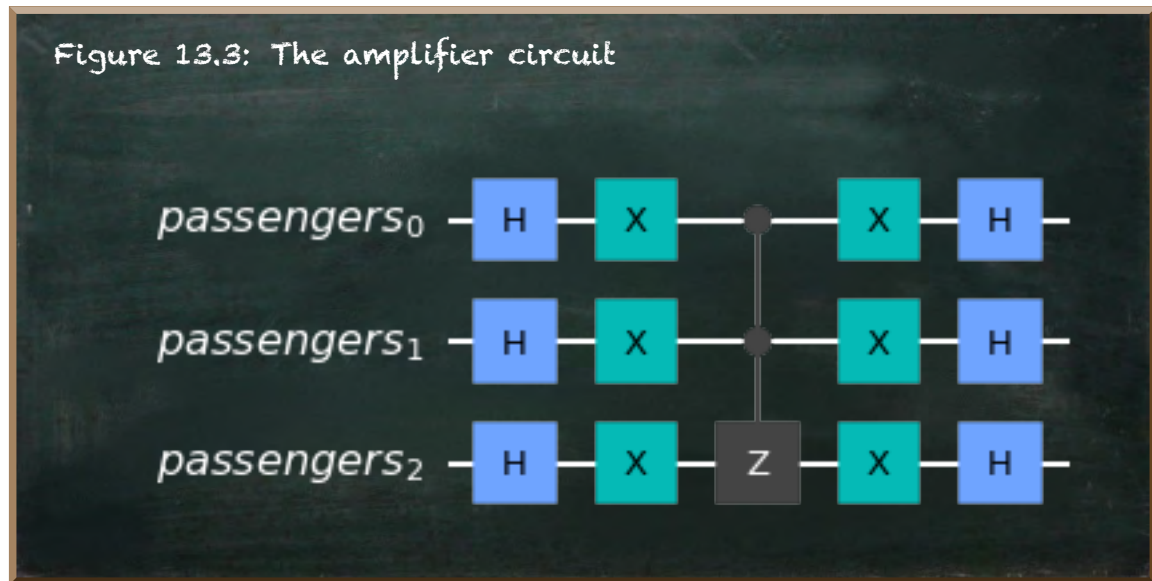 Figure 13.3: The amplifier circuit
passengers₀ H X X H
passengers₁ H X X H
passengers₂ H X Z X H